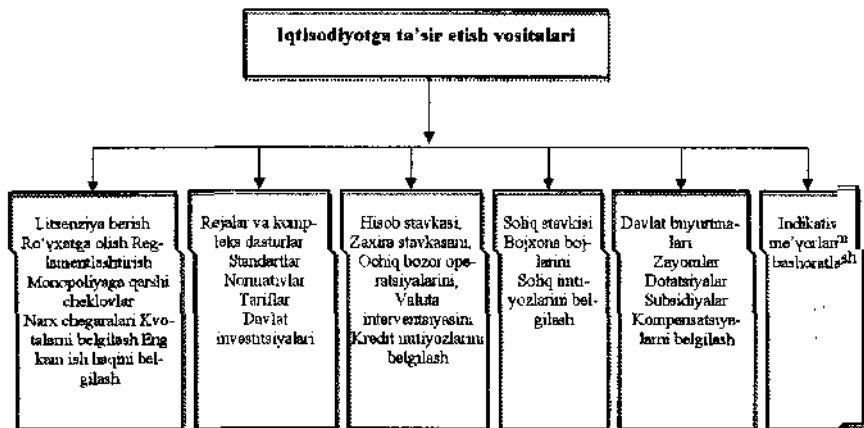 Iqtisodiyotga ta’sir etish vositalari
Litsenziya berish
Ro‘yxatga olish Reg-
lamentlashtirish
Monopoliyaga qarshi
cheklovlar
Narx chegaralari Kvo-
talarni belgilash Eng
kam ish haqini bel-
gilash
Rejalar va komp-
leks dasturlar
Standartlar
Normativlar
Tariflar
Davlat
investitsiyalari
Hisob stavkasi,
Zaxira stavkasini,
Ochiq bozor ope-
ratsiyalarini,
Valuta
interventsiyasini
Kredit imtiyozlarini
belgilash
Soliq stavkasi
Bojxona boj-
larini
Soliq imti-
yozlarini bel-
gilash
Davlat buyurtma-
lari
Zayomlar
Dotatsiyalar
Subsidiyalar
Kompensatsiya-
larni belgilash
Indikativ
me’yorlarni
bashoratlash